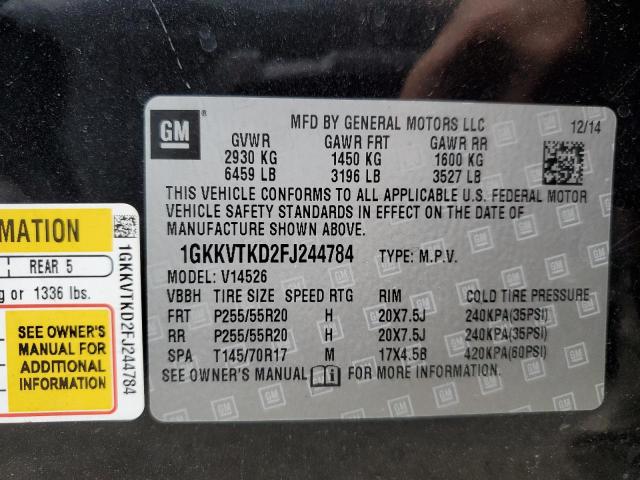 GM
MFD BY GENERAL MOTORS LLC 12/14
GVWR GAWR FRT GAWR RR
2930 KG 1450 KG 1600 KG
6459 LB 3196 LB 3527 LB
THIS VEHICLE CONFORMS TO ALL APPLICABLE U.S. FEDERAL MOTOR
VEHICLE SAFETY STANDARDS IN EFFECT ON THE DATE OF
MANUFACTURE SHOWN ABOVE.
1GKKVTKD2FJ244784 TYPE: M.P.V.
MODEL: V14526
VBBH TIRE SIZE SPEED RTG RIM COLD TIRE PRESSURE
FRT P255/55R20 H 20X7.5J 240KPA(35PSI)
RR P255/55R20 H 20X7.5J 240KPA(35PSI)
SPA T145/70R17 M 17X4.5B 420KPA(60PSI)
SEE OWNER'S MANUAL FOR MORE INFORMATION.
MATION
REAR 5
or 1336 lbs.
SEE OWNER'S
MANUAL FOR
ADDITIONAL
INFORMATION
1GKKVTKD2FJ244784